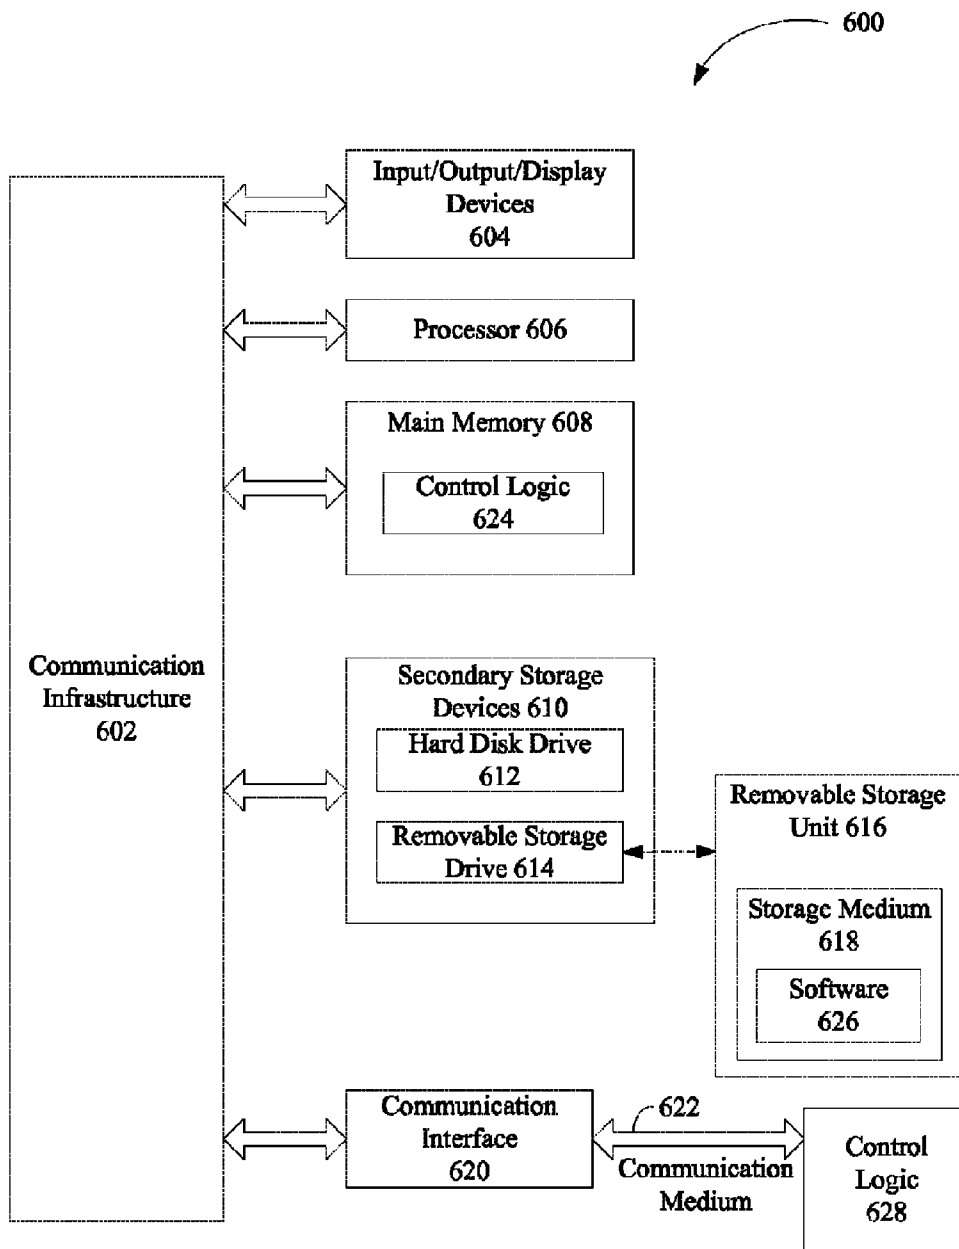 600
Input/Output/Display
Devices
604
Processor 606
Main Memory 608
Control Logic
624
Communication
Infrastructure
602
Secondary Storage
Devices 610
Hard Disk Drive
612
Removable Storage
Drive 614
Removable Storage
Unit 616
Storage Medium
618
Software
626
Communication
Interface
620
622
Communication
Medium
Control
Logic
628